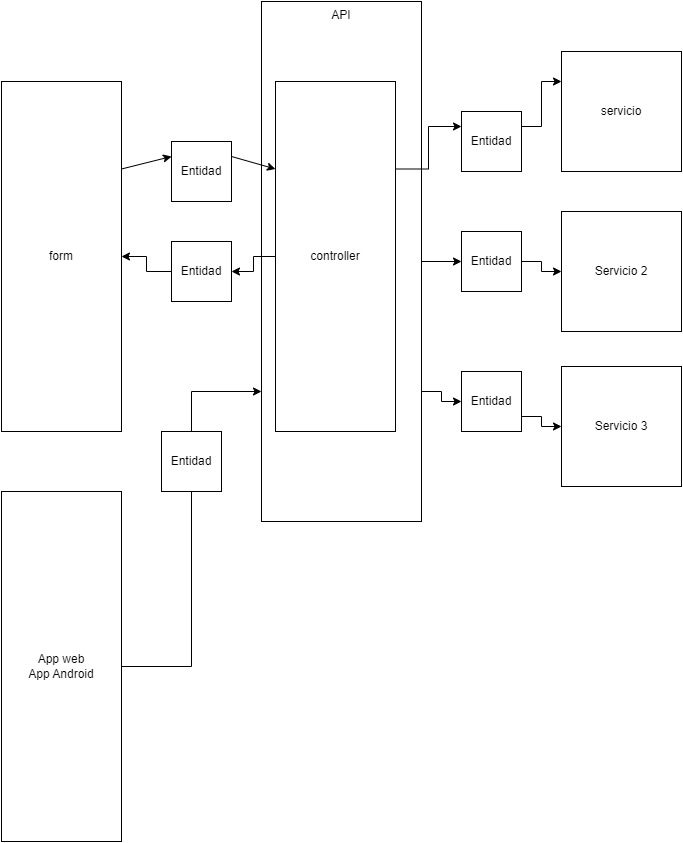 API
servicio
Entidad
Entidad
form
controller
Entidad
Entidad
Servicio 2
Entidad
Servicio 3
Entidad
App web
App Android